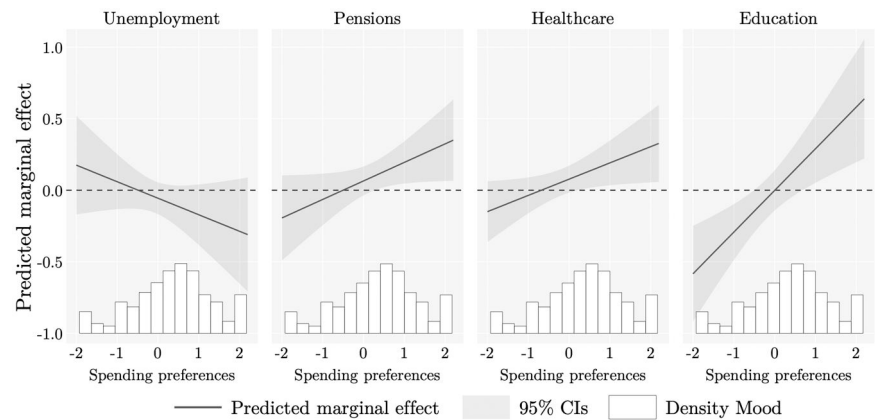 Unemployment Pensions Healthcare Education
Predicted marginal effect
1.0
0.5
0.0
-0.5
-1.0
-2 -1 0 1 2 -2 -1 0 1 2 -2 -1 0 1 2 -2 -1 0 1 2
Spending preferences Spending preferences Spending preferences Spending preferences
Predicted marginal effect 95% CIs Density Mood